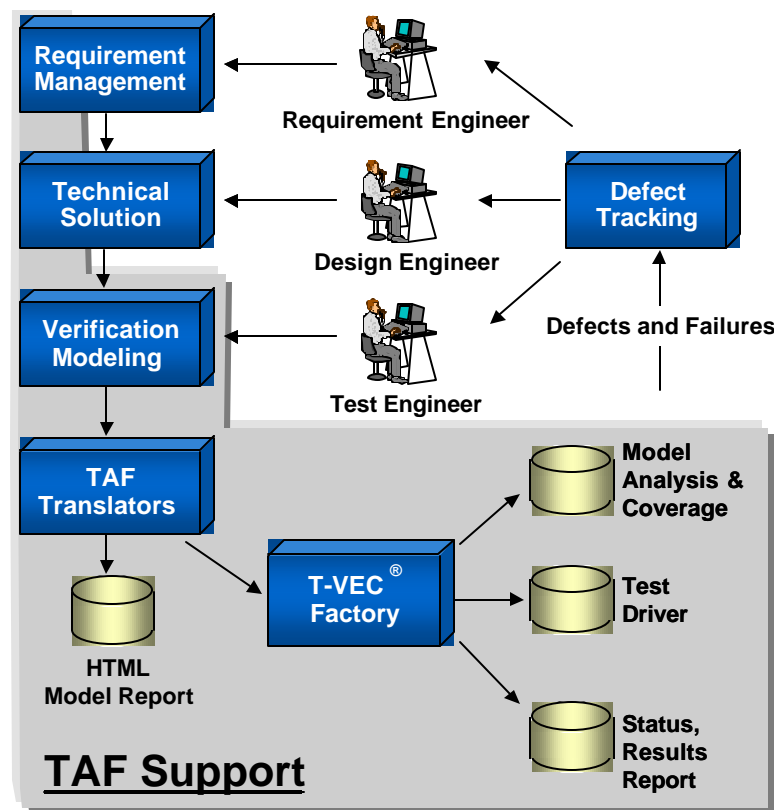 Requirement
Management
Requirement Engineer
Technical
Solution
Defect
Tracking
Design Engineer
Verification
Modeling
Defects and Failures
Test Engineer
TAF
Translators
Model
Analysis &
Coverage
T-VEC ®
Factory
Test
Driver
HTML
Model Report
Status,
Results
Report
TAF Support